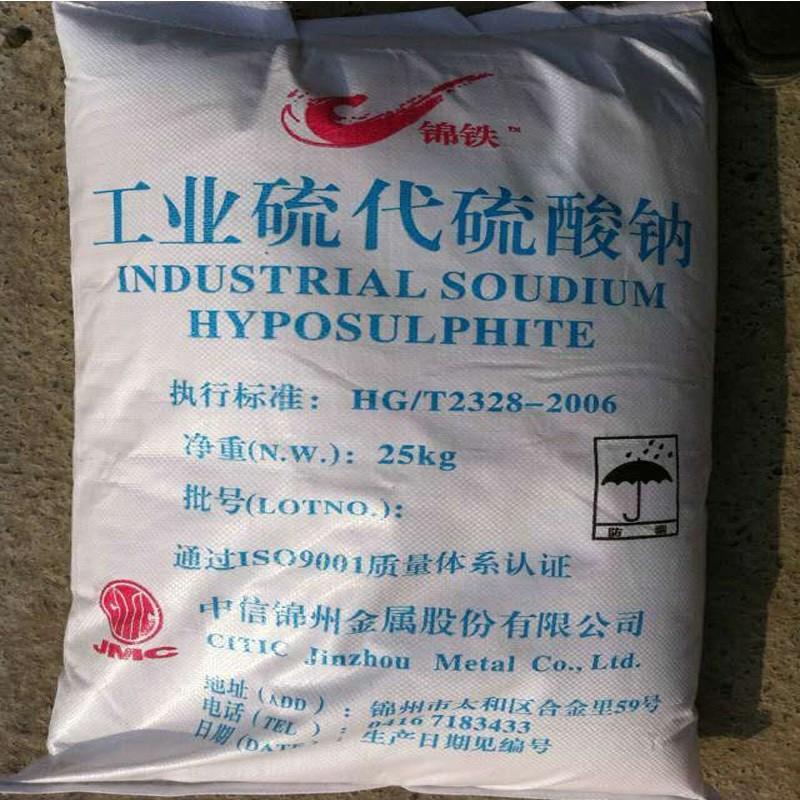 锦铁™
工业硫代硫酸钠
INDUSTRIAL SOUDIUM
HYPOSULPHITE
执行标准：HG/T2328-2006
净重(N.W.)：25kg
批号(LOTNO.)：
防
通过ISO9001质量体系认证
JMC
中信锦州金属股份有限公司
CITIC Jinzhou Metal Co., Ltd.
地址(ADD)：锦州市太和区合金里59号
电话(TEL)：0416 7183433
日期(DATE 生产日期见编号